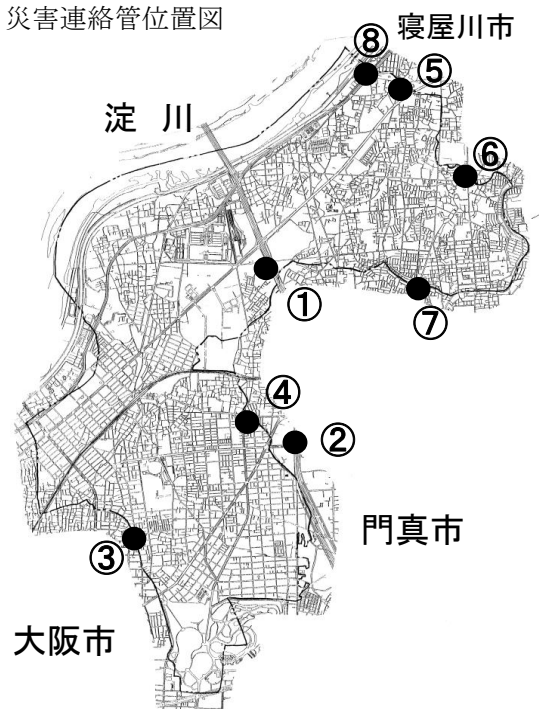 災害連絡管位置図
寝屋川市
⑧
⑤
淀 川
⑥
①
⑦
④
②
門真市
③
大阪市